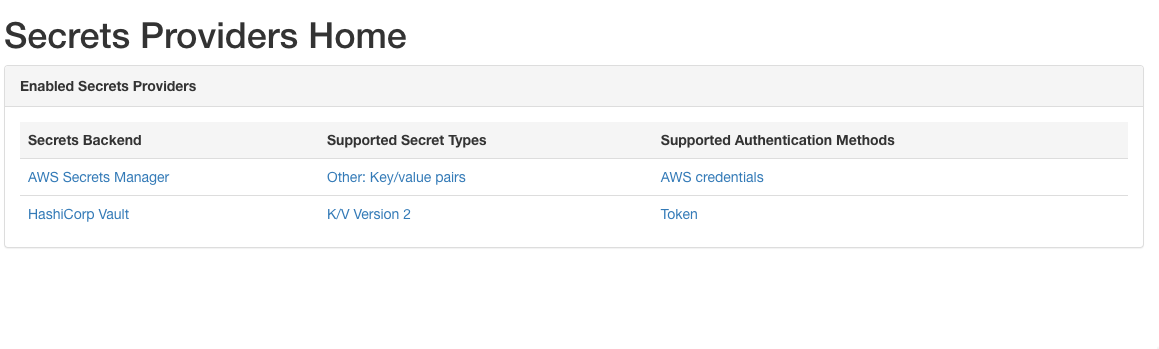 Secrets Providers Home
Enabled Secrets Providers
Secrets Backend Supported Secret Types Supported Authentication Methods
AWS Secrets Manager Other: Key/value pairs AWS credentials
HashiCorp Vault K/V Version 2 Token